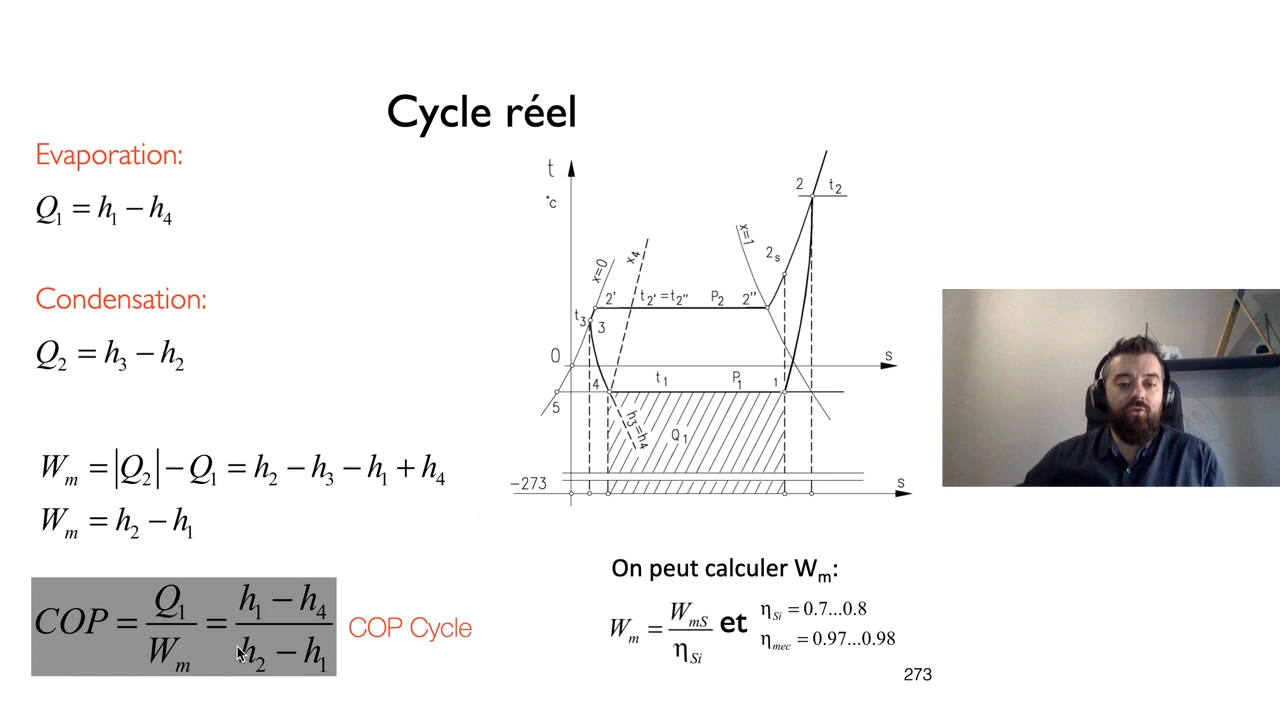 Cycle réel
Evaporation:
Q₁ = h₁ − h₄
Condensation:
Q₂ = h₃ − h₂
Wₘ = |Q₂| − Q₁ = h₂ − h₃ − h₁ + h₄
Wₘ = h₂ − h₁
COP = Q₁ / Wₘ = (h₁ − h₄) / (h₂ − h₁)
COP Cycle
t
°C
2 t₂
x=1
2s
x=0
x₄
2' t₂'=t₂" P₂ 2"
t₃
3
0
s
4 t₁ P₁ 1
5
h₃=h₄
Q₁
-273
s
On peut calculer Wₘ:
Wₘ = WₘS / ηSi et
ηSi = 0.7...0.8
ηmec = 0.97...0.98
273